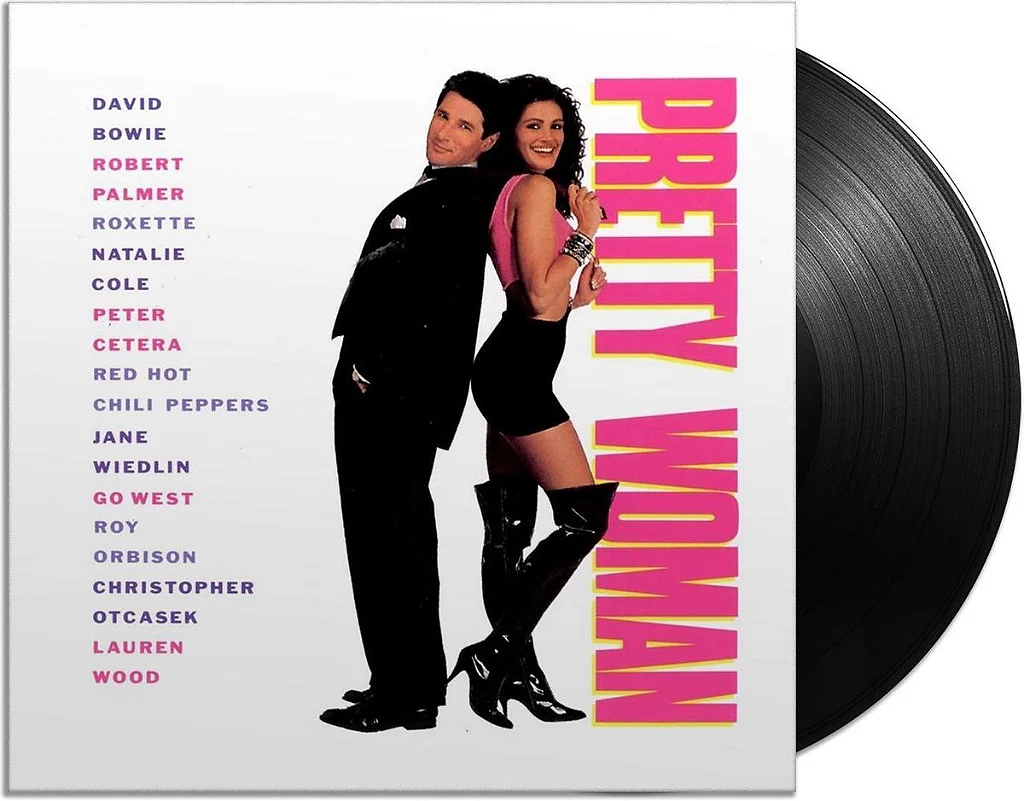 DAVID
BOWIE
ROBERT
PALMER
ROXETTE
NATALIE
COLE
PETER
CETERA
RED HOT
CHILI PEPPERS
JANE
WIEDLIN
GO WEST
ROY
ORBISON
CHRISTOPHER
OTCASEK
LAUREN
WOOD
PRETTY WOMAN